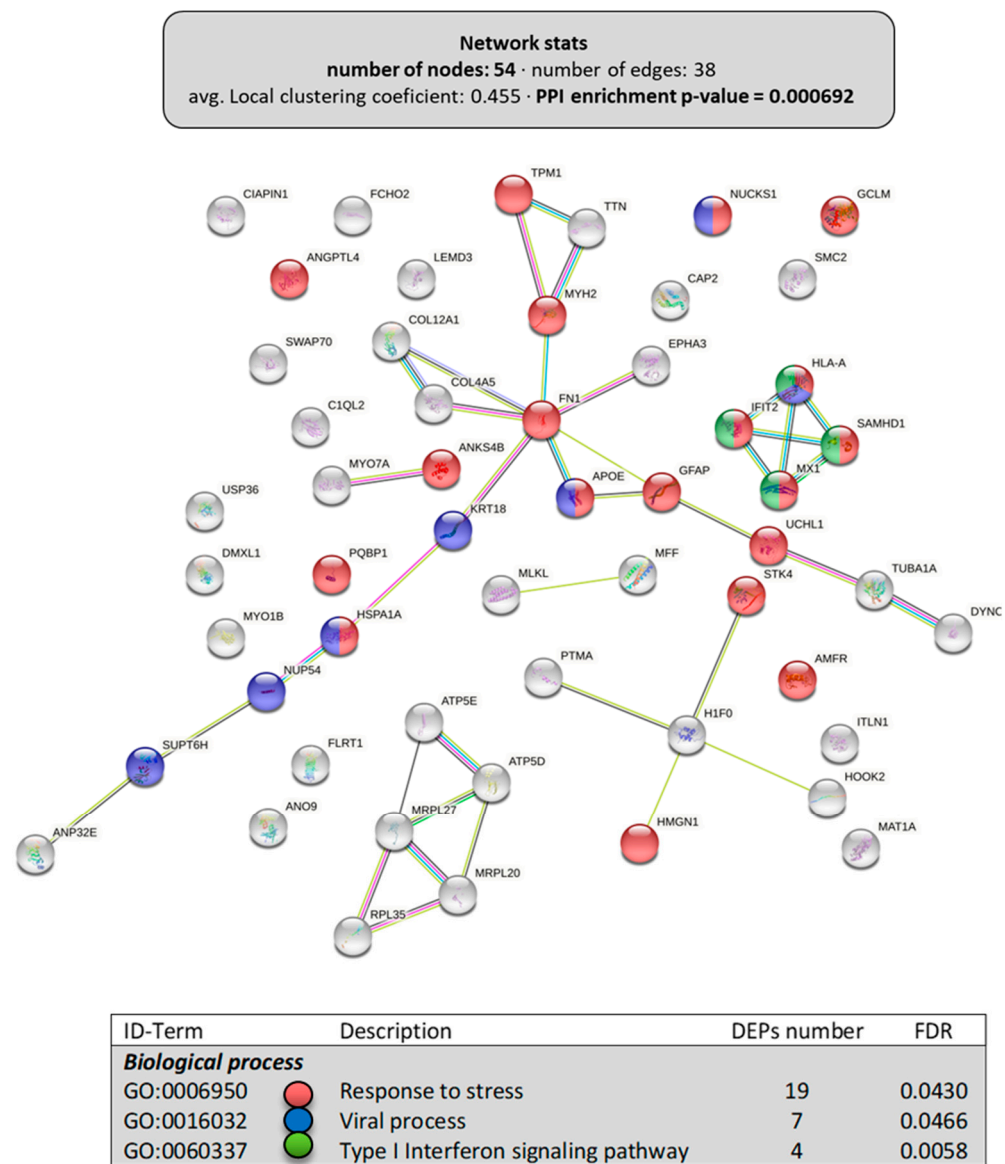 Network stats
number of nodes: 54 · number of edges: 38
avg. Local clustering coeficient: 0.455 · PPI enrichment p-value = 0.000692
TPM1
CIAPIN1
FCHO2
NUCKS1
GCLM
TTN
ANGPTL4
LEMD3
SMC2
CAP2
MYH2
COL12A1
SWAP70
EPHA3
HLA-A
COL4A5
FN1
IFIT2
C1QL2
SAMHD1
ANKS4B
MYO7A
APOE
GFAP
MX1
USP36
KRT18
UCHL1
DMXL1
PQBP1
MFF
MLKL
STK4
TUBA1A
MYO1B
HSPA1A
DYNC
PTMA
AMFR
NUP54
ATP5E
H1F0
ITLN1
SUPT6H
FLRT1
ATP5D
HOOK2
ANO9
MRPL27
ANP32E
HMGN1
MAT1A
MRPL20
RPL35
ID-Term Description DEPs number FDR
Biological process
GO:0006950 Response to stress 19 0.0430
GO:0016032 Viral process 7 0.0466
GO:0060337 Type I Interferon signaling pathway 4 0.0058